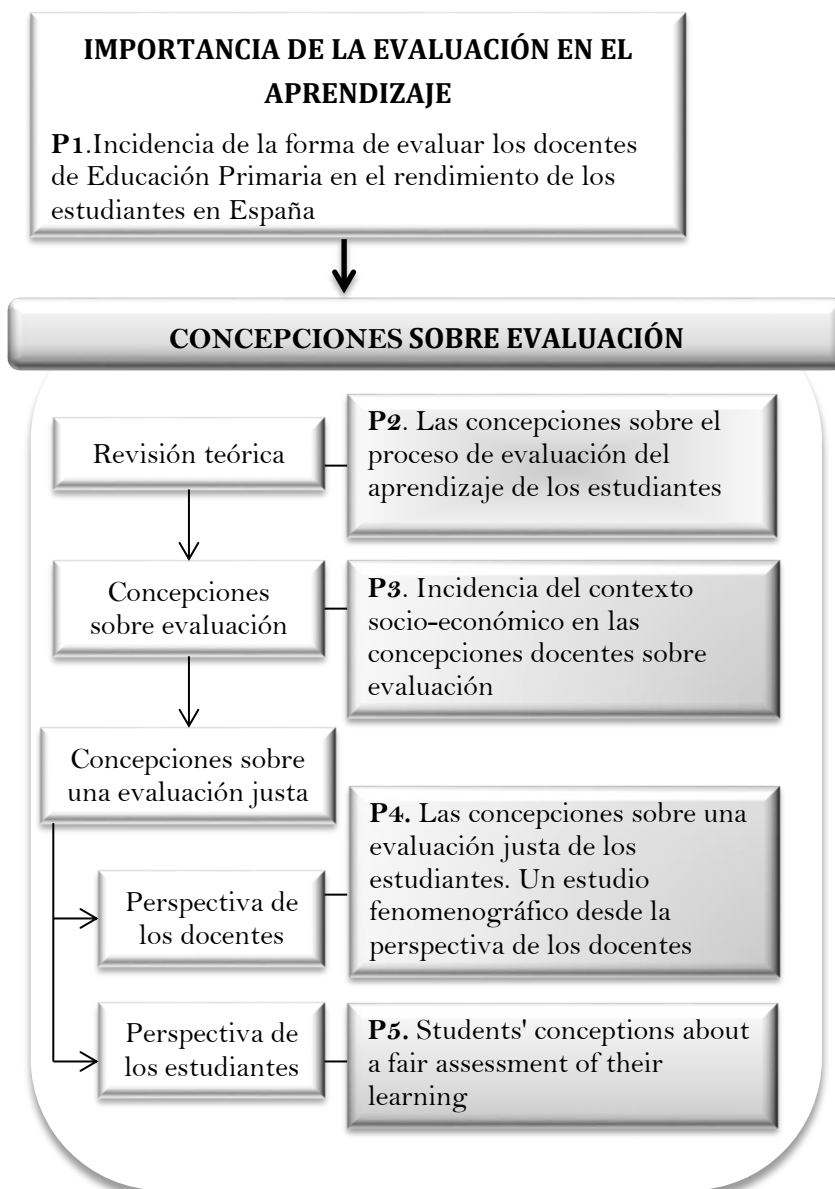 IMPORTANCIA DE LA EVALUACIÓN EN EL
APRENDIZAJE
P1.Incidencia de la forma de evaluar los docentes
de Educación Primaria en el rendimiento de los
estudiantes en España
CONCEPCIONES SOBRE EVALUACIÓN
Revisión teórica
P2. Las concepciones sobre el
proceso de evaluación del
aprendizaje de los estudiantes
Concepciones
sobre evaluación
P3. Incidencia del contexto
socio-económico en las
concepciones docentes sobre
evaluación
Concepciones sobre
una evaluación justa
Perspectiva de
los docentes
P4. Las concepciones sobre una
evaluación justa de los
estudiantes. Un estudio
fenomenográfico desde la
perspectiva de los docentes
Perspectiva de
los estudiantes
P5. Students' conceptions about
a fair assessment of their
learning